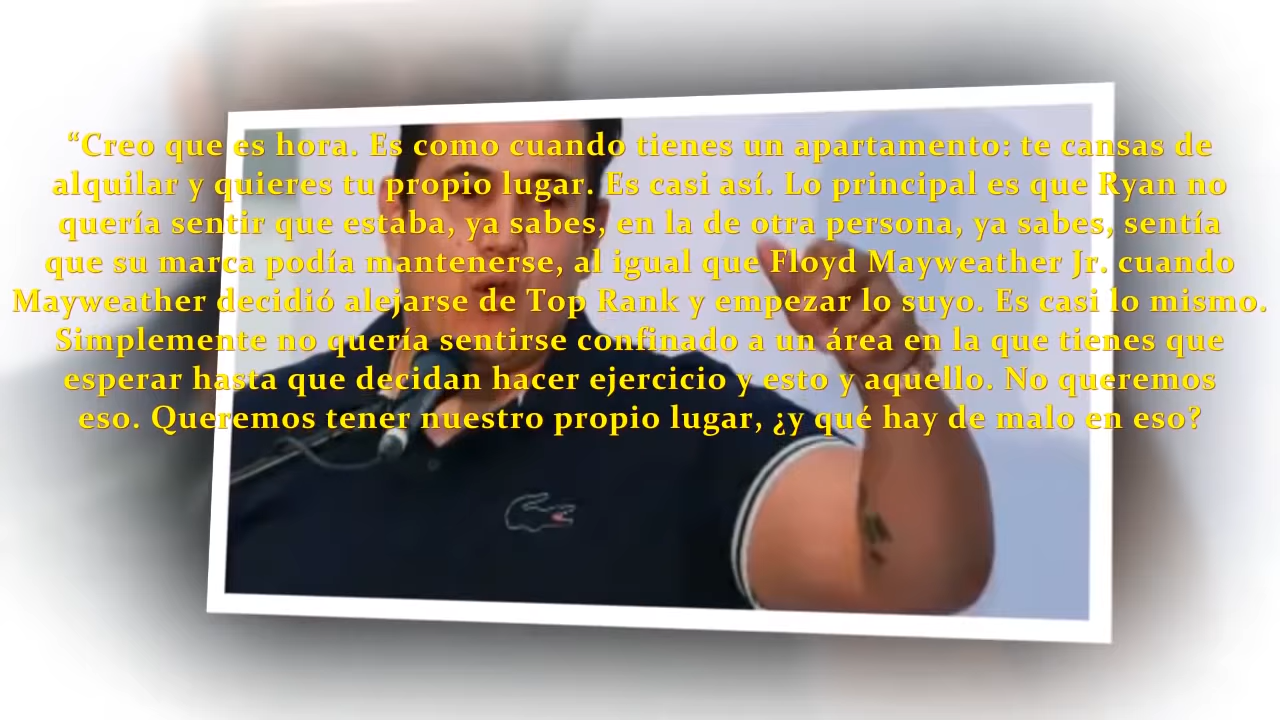 “Creo que es hora. Es como cuando tienes un apartamento: te cansas de
alquilar y quieres tu propio lugar. Es casi así. Lo principal es que Ryan no
quería sentir que estaba, ya sabes, en la de otra persona, ya sabes, sentía
que su marca podía mantenerse, al igual que Floyd Mayweather Jr. cuando
Mayweather decidió alejarse de Top Rank y empezar lo suyo. Es casi lo mismo.
Simplemente no quería sentirse confinado a un área en la que tienes que
esperar hasta que decidan hacer ejercicio y esto y aquello. No queremos
eso. Queremos tener nuestro propio lugar, ¿y qué hay de malo en eso?